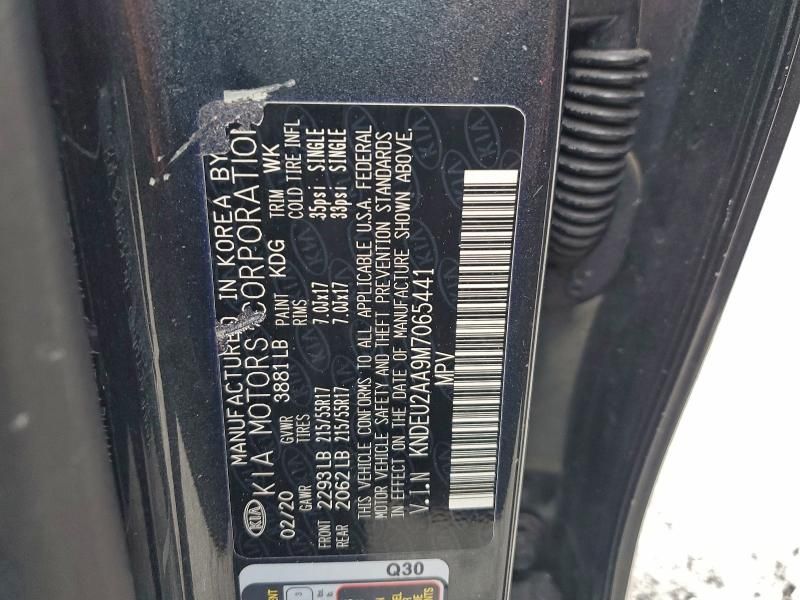 MANUFACTURED IN KOREA BY
KIA KIA MOTORS CORPORATION
02/20 GVWR 3881LB PAINT KDG TRIM WK
GAWR TIRES RIMS COLD TIRE INFL
FRONT 2293LB 215/55R17 7.0Jx17 35psi SINGLE
REAR 2062LB 215/55R17 7.0Jx17 33psi SINGLE
THIS VEHICLE CONFORMS TO ALL APPLICABLE U.S.A. FEDERAL
MOTOR VEHICLE SAFETY AND THEFT PREVENTION STANDARDS
IN EFFECT ON THE DATE OF MANUFACTURE SHOWN ABOVE.
V.I.N KNDEU2AA9M7065441
MPV
Q30